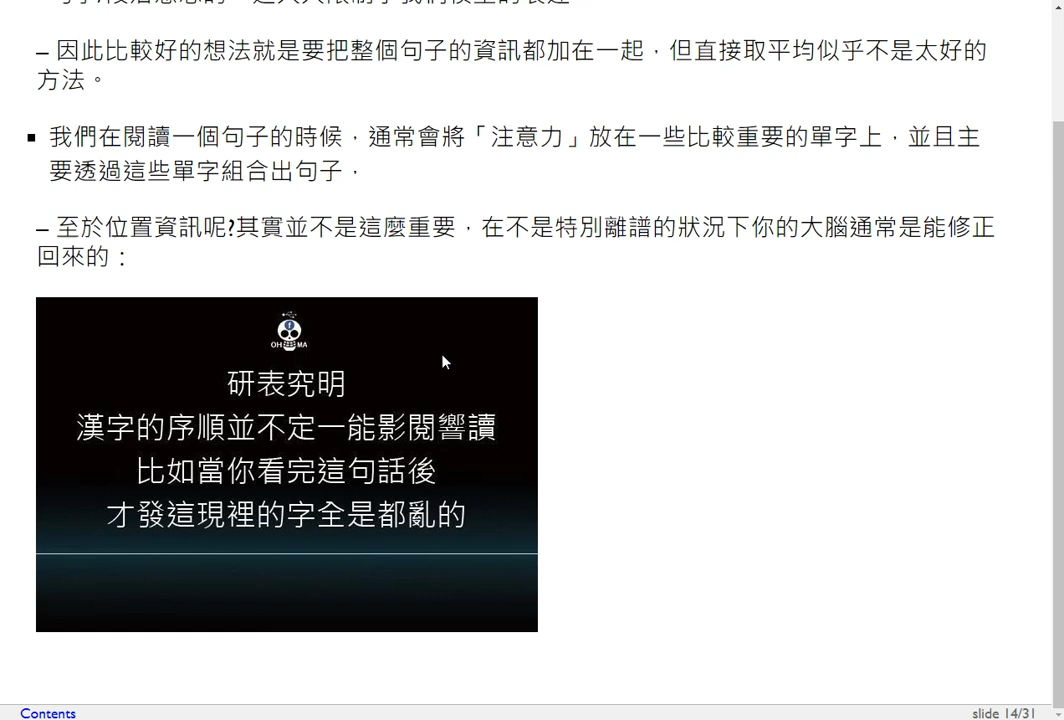 – 因此比較好的想法就是要把整個句子的資訊都加在一起，但直接取平均似乎不是太好的
方法。
▪ 我們在閱讀一個句子的時候，通常會將「注意力」放在一些比較重要的單字上，並且主
要透過這些單字組合出句子，
– 至於位置資訊呢?其實並不是這麼重要，在不是特別離譜的狀況下你的大腦通常是能修正
回來的：
OH MA
研表究明
漢字的序順並不定一能影閱響讀
比如當你看完這句話後
才發這現裡的字全是都亂的
Contents
slide 14/31